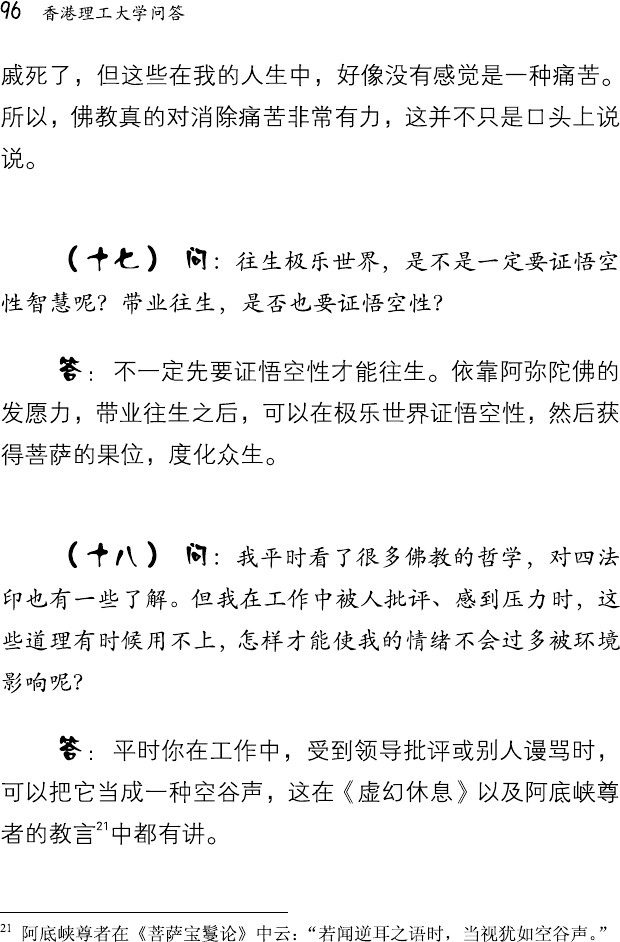 96 香港理工大学问答
戚死了，但这些在我的人生中，好像没有感觉是一种痛苦。
所以，佛教真的对消除痛苦非常有力，这并不只是口头上说
说。
（十七） 问：往生极乐世界，是不是一定要证悟空
性智慧呢？带业往生，是否也要证悟空性？
答： 不一定先要证悟空性才能往生。依靠阿弥陀佛的
发愿力，带业往生之后，可以在极乐世界证悟空性，然后获
得菩萨的果位，度化众生。
（十八） 问：我平时看了很多佛教的哲学，对四法
印也有一些了解。但我在工作中被人批评、感到压力时，这
些道理有时候用不上，怎样才能使我的情绪不会过多被环境
影响呢？
答： 平时你在工作中，受到领导批评或别人谩骂时，
可以把它当成一种空谷声，这在《虚幻休息》以及阿底峡尊
者的教言21中都有讲。
21 阿底峡尊者在《菩萨宝鬘论》中云：“若闻逆耳之语时，当视犹如空谷声。”